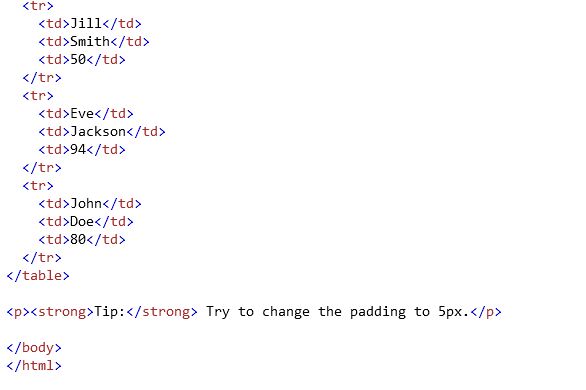 <tr>
<td>Jill</td>
<td>Smith</td>
<td>50</td>
</tr>
<tr>
<td>Eve</td>
<td>Jackson</td>
<td>94</td>
</tr>
<tr>
<td>John</td>
<td>Doe</td>
<td>80</td>
</tr>
</table>
<p><strong>Tip:</strong> Try to change the padding to 5px.</p>
</body>
</html>